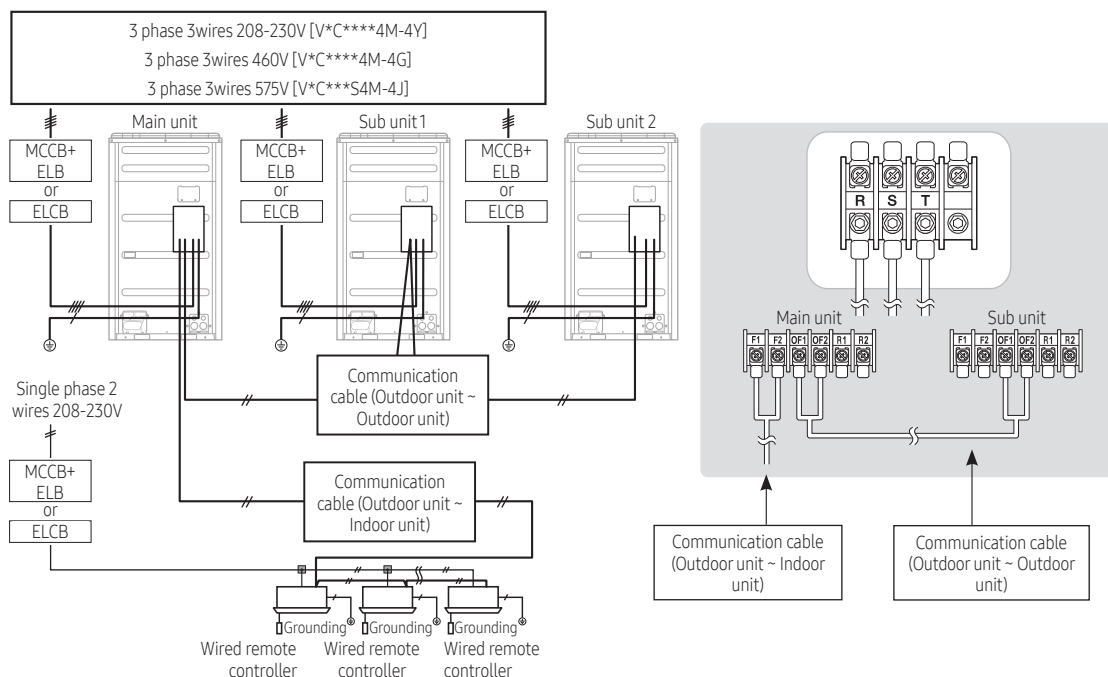 3 phase 3wires 208-230V [V*C****4M-4Y]
3 phase 3wires 460V [V*C****4M-4G]
3 phase 3wires 575V [V*C***S4M-4J]
Main unit
Sub unit 1
Sub unit 2
MCCB+
ELB
or
ELCB
MCCB+
ELB
or
ELCB
MCCB+
ELB
or
ELCB
Communication
cable (Outdoor unit ~
Outdoor unit)
Single phase 2
wires 208-230V
MCCB+
ELB
or
ELCB
Communication
cable (Outdoor unit ~
Indoor unit)
Grounding
Grounding
Grounding
Wired remote
controller
Wired remote
controller
Wired remote
controller
R S T
Main unit
F1 F2 OF1 OF2 R1 R2
Sub unit
F1 F2 OF1 OF2 R1 R2
Communication cable
(Outdoor unit ~ Indoor
unit)
Communication cable
(Outdoor unit ~ Outdoor
unit)